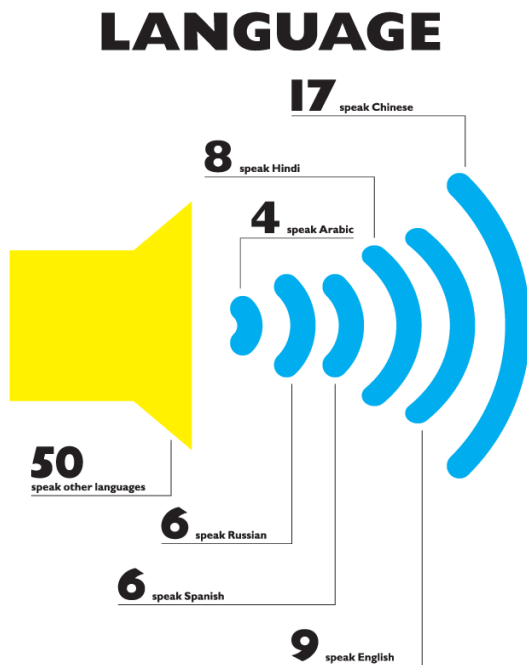 LANGUAGE
17 speak Chinese
8 speak Hindi
4 speak Arabic
50
speak other languages
6 speak Russian
6 speak Spanish
9 speak English